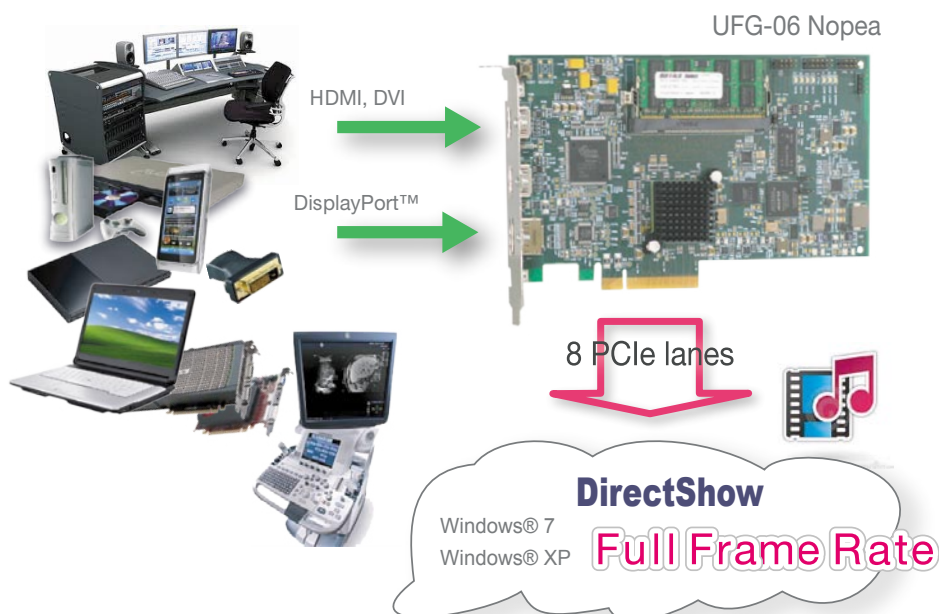 UFG-06 Nopea
HDMI, DVI
DisplayPort™
8 PCIe lanes
DirectShow
Windows® 7
Windows® XP
Full Frame Rate